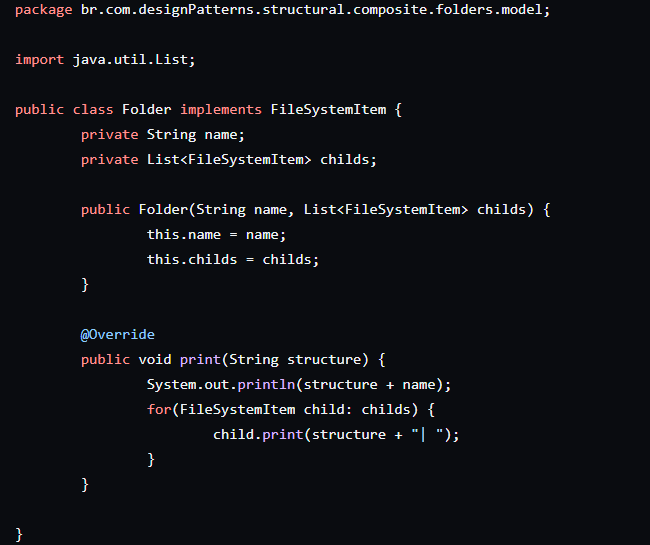 package br.com.designPatterns.structural.composite.folders.model;
import java.util.List;
public class Folder implements FileSystemItem {
private String name;
private List<FileSystemItem> childs;
public Folder(String name, List<FileSystemItem> childs) {
this.name = name;
this.childs = childs;
}
@Override
public void print(String structure) {
System.out.println(structure + name);
for(FileSystemItem child: childs) {
child.print(structure + "| ");
}
}
}